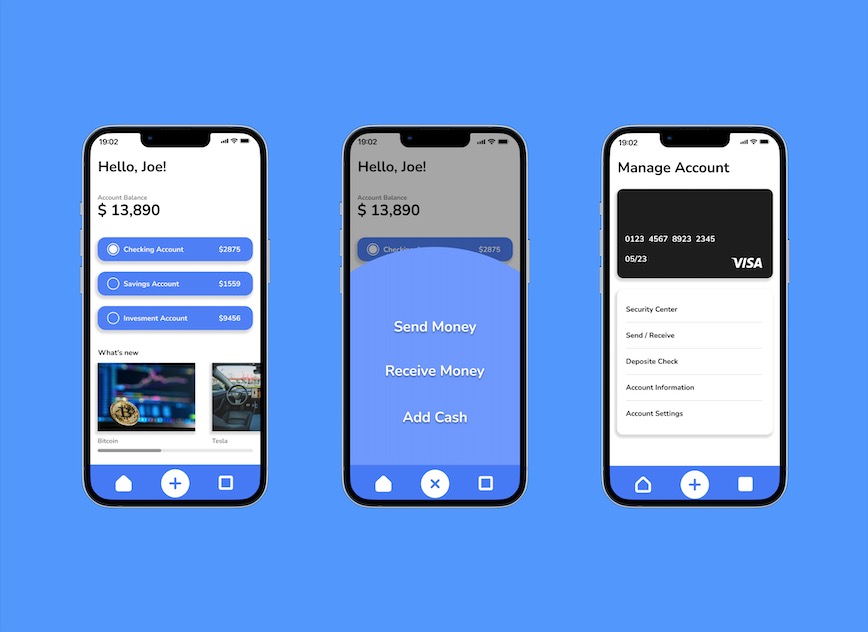 19:02
Hello, Joe!
Account Balance
$ 13,890
Checking Account $2875
Savings Account $1559
Invesment Account $9456
What's new
Bitcoin Tesla
19:02
Hello, Joe!
Account Balance
$ 13,890
$2875
Send Money
Receive Money
Add Cash
19:02
Manage Account
0123 4567 8923 2345
05/23
VISA
Security Center
Send / Receive
Deposite Check
Account Information
Account Settings